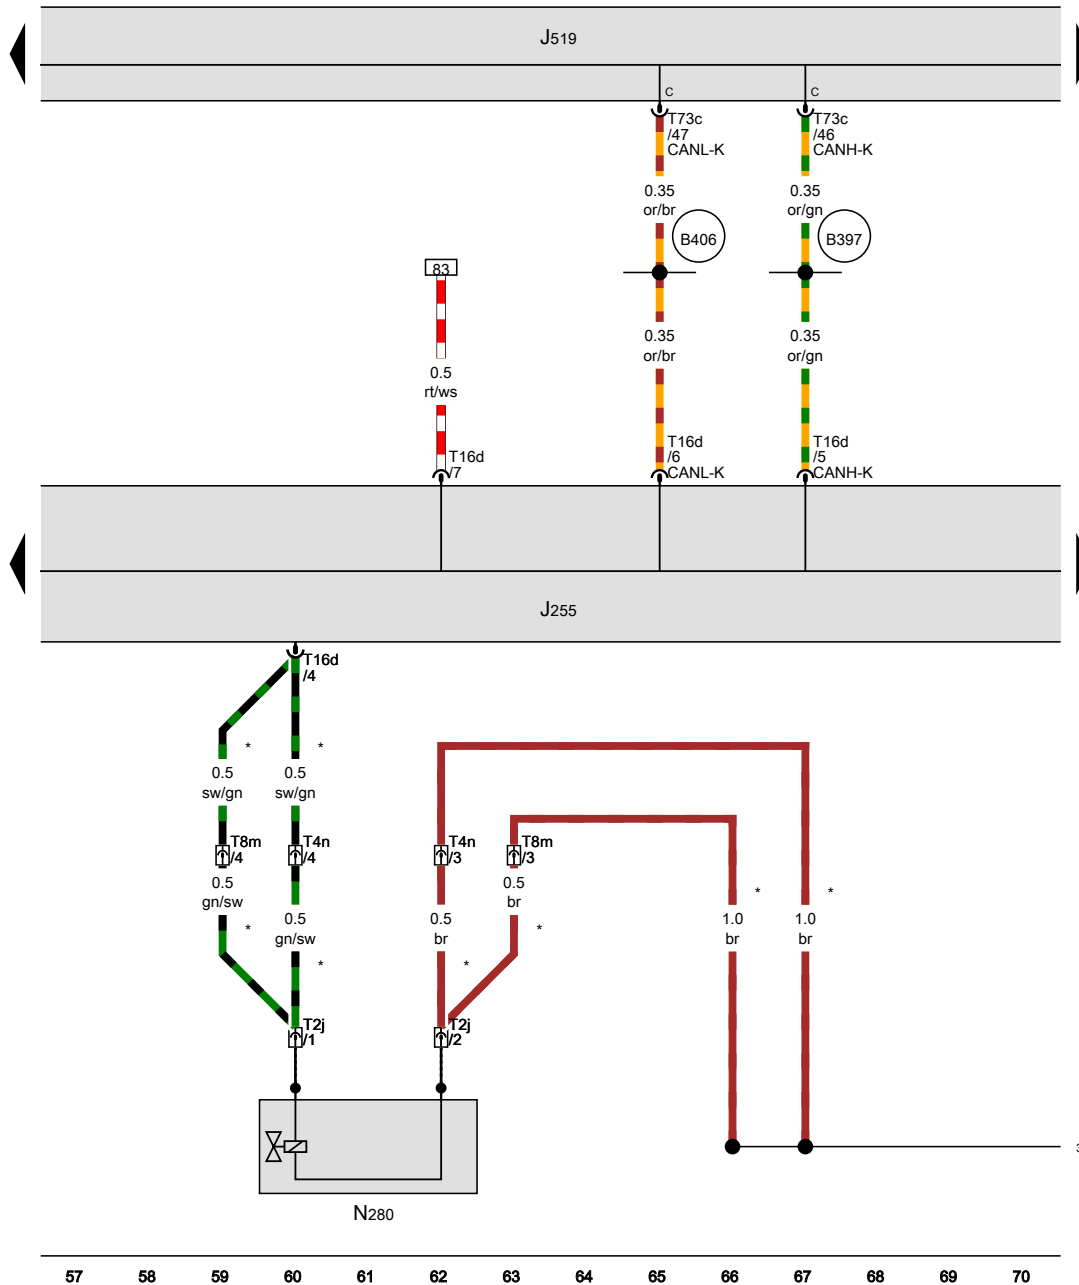 J519
c
c
T73c
/47
CANL-K
T73c
/46
CANH-K
0.35
or/br
0.35
or/gn
B406
B397
83
0.35
or/br
0.35
or/gn
0.5
rt/ws
T16d
/7
T16d
/6
CANL-K
T16d
/5
CANH-K
J255
T16d
/4
*
*
0.5
sw/gn
0.5
sw/gn
T8m
/4
T4n
/4
T4n
/3
T8m
/3
0.5
gn/sw
0.5
br
*
*
0.5
gn/sw
0.5
br
1.0
br
1.0
br
*
*
*
*
T2j
/1
T2j
/2
N280
57 58 59 60 61 62 63 64 65 66 67 68 69 70